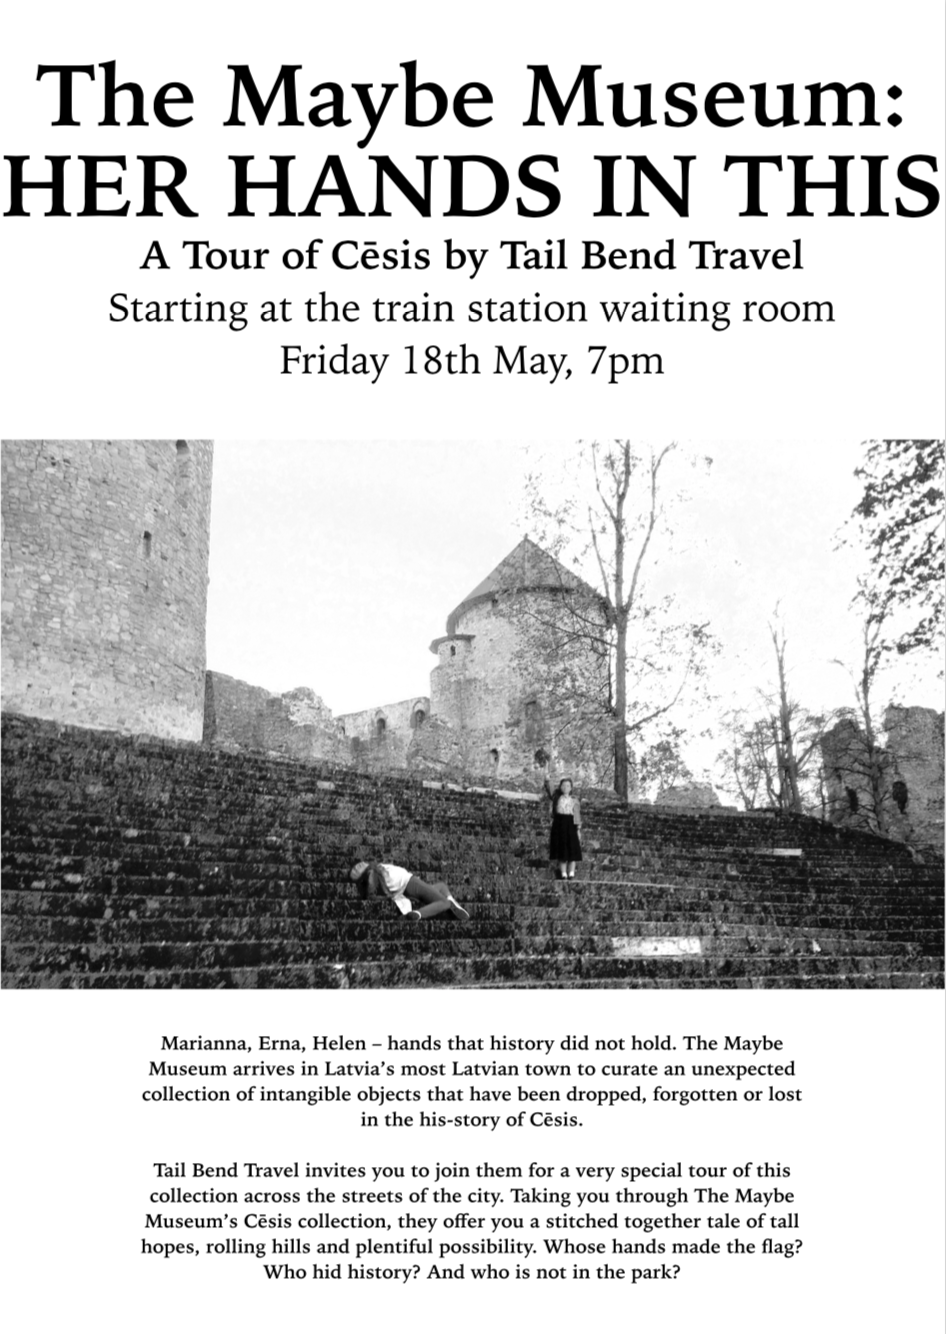 The Maybe Museum:
HER HANDS IN THIS
A Tour of Cēsis by Tail Bend Travel
Starting at the train station waiting room
Friday 18th May, 7pm
Marianna, Erna, Helen – hands that history did not hold. The Maybe
Museum arrives in Latvia’s most Latvian town to curate an unexpected
collection of intangible objects that have been dropped, forgotten or lost
in the his-story of Cēsis.
Tail Bend Travel invites you to join them for a very special tour of this
collection across the streets of the city. Taking you through The Maybe
Museum’s Cēsis collection, they offer you a stitched together tale of tall
hopes, rolling hills and plentiful possibility. Whose hands made the flag?
Who hid history? And who is not in the park?